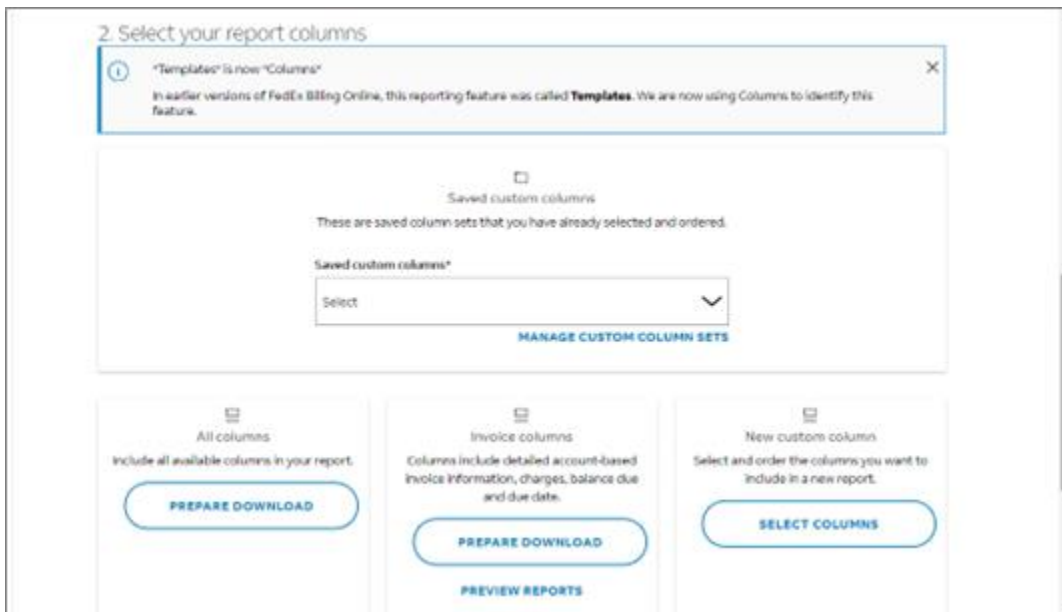 2. Select your report columns
"Templates" is now "Columns"
In earlier versions of FedEx Billing Online, this reporting feature was called Templates. We are now using Columns to identify this
feature.
Saved custom columns
These are saved column sets that you have already selected and ordered.
Saved custom columns*
Select
MANAGE CUSTOM COLUMN SETS
All columns
Include all available columns in your report.
PREPARE DOWNLOAD
Invoice columns
Columns include detailed account-based
invoice information, charges, balance due
and due date.
PREPARE DOWNLOAD
PREVIEW REPORTS
New custom column
Select and order the columns you want to
include in a new report.
SELECT COLUMNS